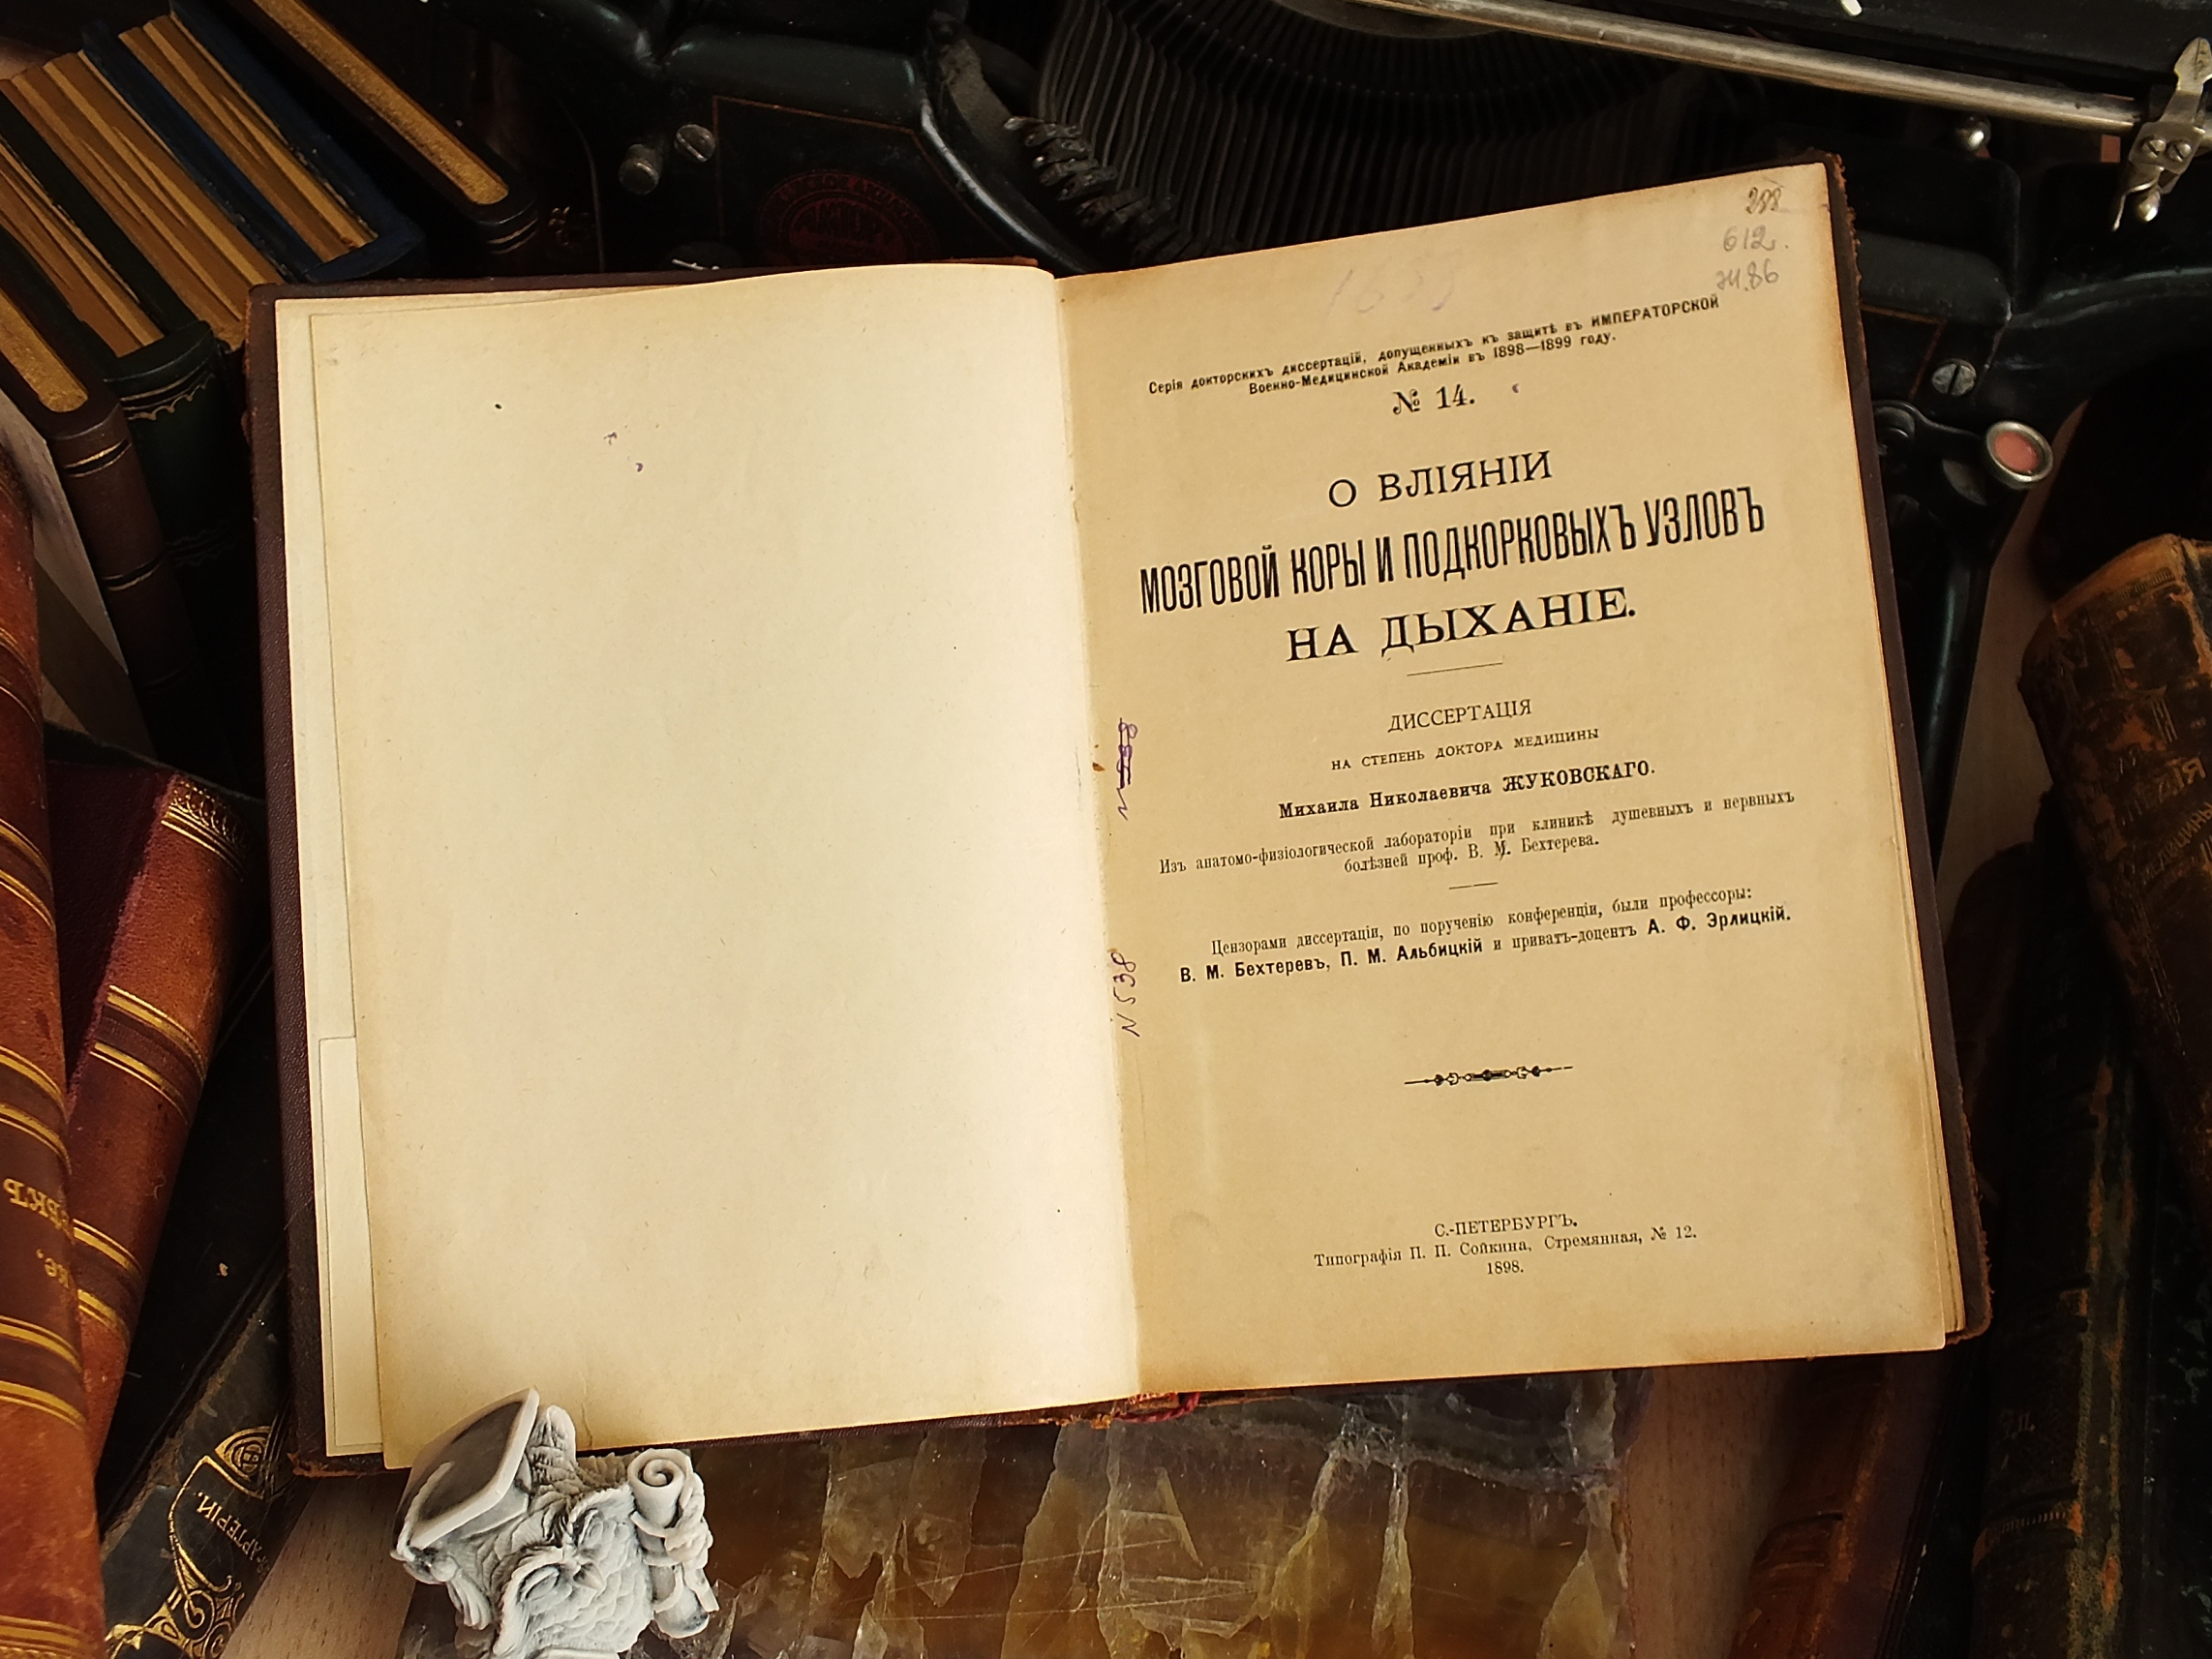 288
612.
Ж.86
Серія докторскихъ диссертацій, допущенныхъ къ защитѣ въ ИМПЕРАТОРСКОЙ
Военно-Медицинской Академіи въ 1898—1899 году.
№ 14.
О ВЛІЯНІИ
МОЗГОВОЙ КОРЫ И ПОДКОРКОВЫХЪ УЗЛОВЪ
НА ДЫХАНІЕ.
ДИССЕРТАЦІЯ
НА СТЕПЕНЬ ДОКТОРА МЕДИЦИНЫ
Михаила Николаевича ЖУКОВСКАГО.
Изъ анатомо-физіологической лабораторіи при клиникѣ душевныхъ и нервныхъ
болѣзней проф. В. М. Бехтерева.
Цензорами диссертаціи, по порученію конференціи, были профессоры:
В. М. Бехтеревъ, П. М. Альбицкій и приватъ-доцентъ А. Ф. Эрлицкій.
N 538
С.-ПЕТЕРБУРГЪ.
Типографія П. П. Сойкина, Стремянная, № 12.
1898.